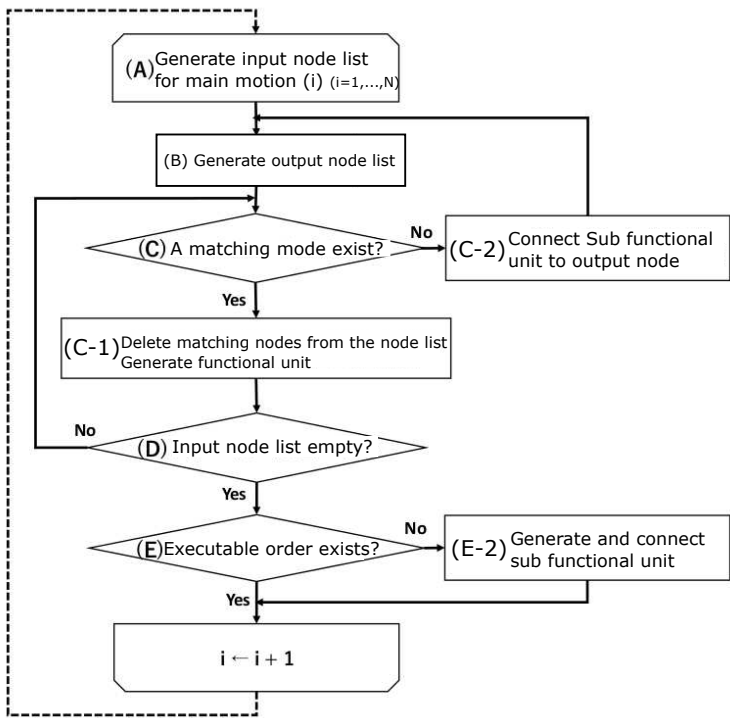 (A) Generate input node list
for main motion (i) (i=1,...,N)
(B) Generate output node list
(C) A matching mode exist?
No
(C-2) Connect Sub functional
unit to output node
Yes
(C-1) Delete matching nodes from the node list
Generate functional unit
No
(D) Input node list empty?
Yes
(E) Executable order exists?
No
(E-2) Generate and connect
sub functional unit
Yes
i ← i + 1